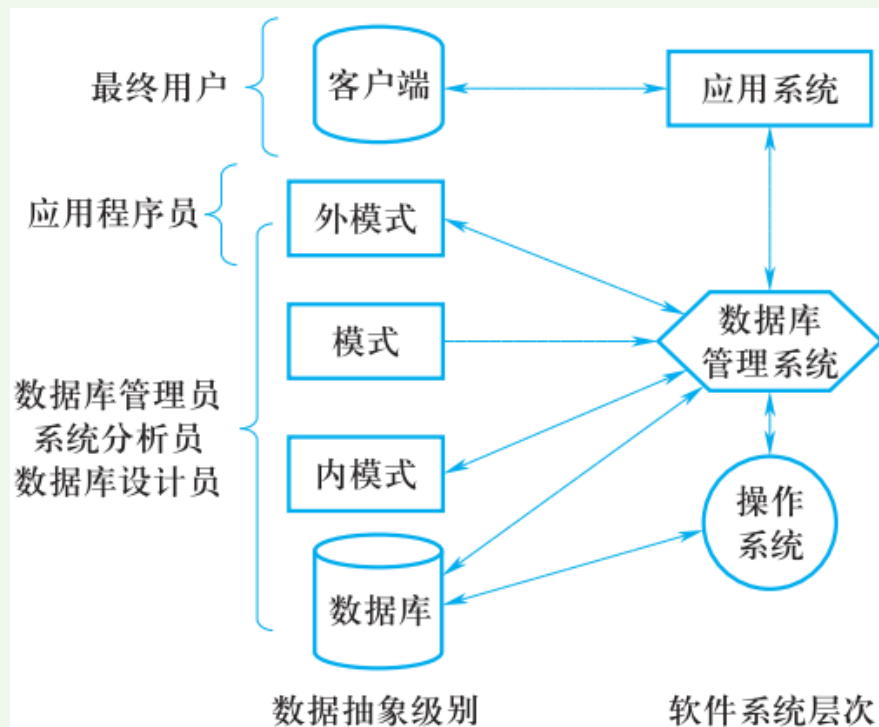 最终用户
客户端
应用系统
应用程序员
外模式
模式
数据库
管理系统
数据库管理员
系统分析员
数据库设计员
内模式
操作
系统
数据库
数据抽象级别
软件系统层次